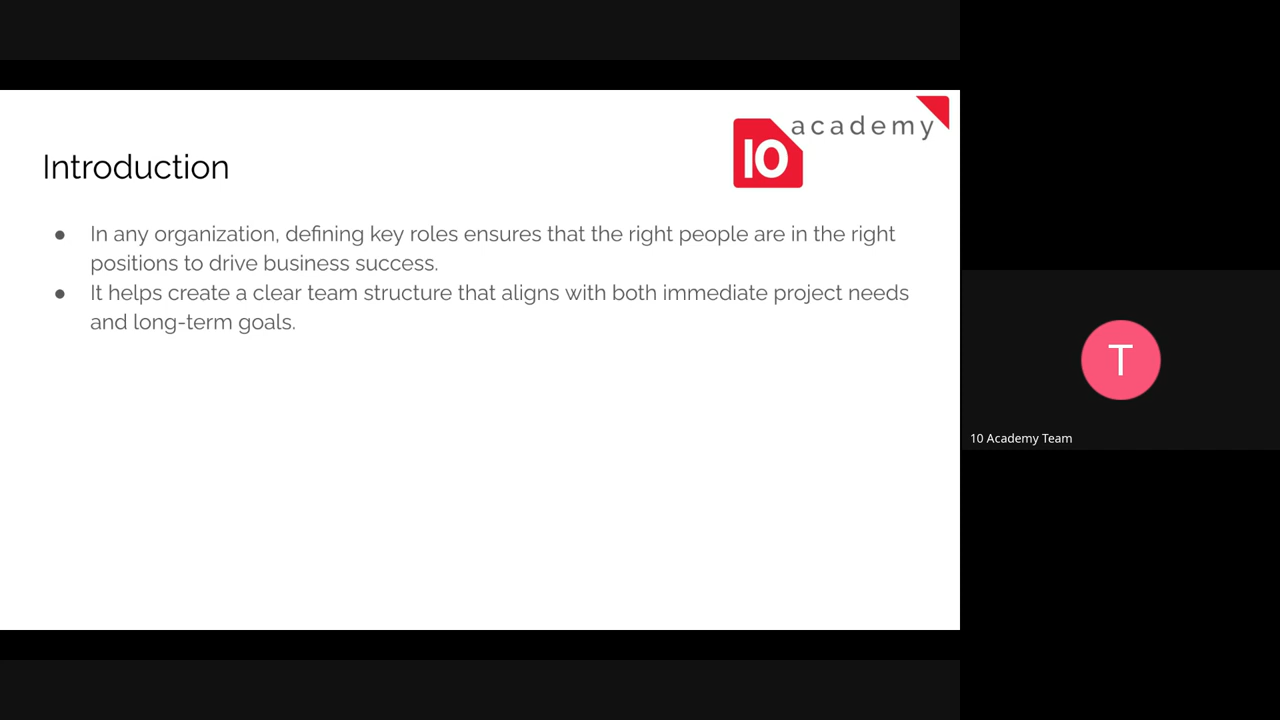 academy
10
Introduction
● In any organization, defining key roles ensures that the right people are in the right
positions to drive business success.
● It helps create a clear team structure that aligns with both immediate project needs
and long-term goals.
T
10 Academy Team